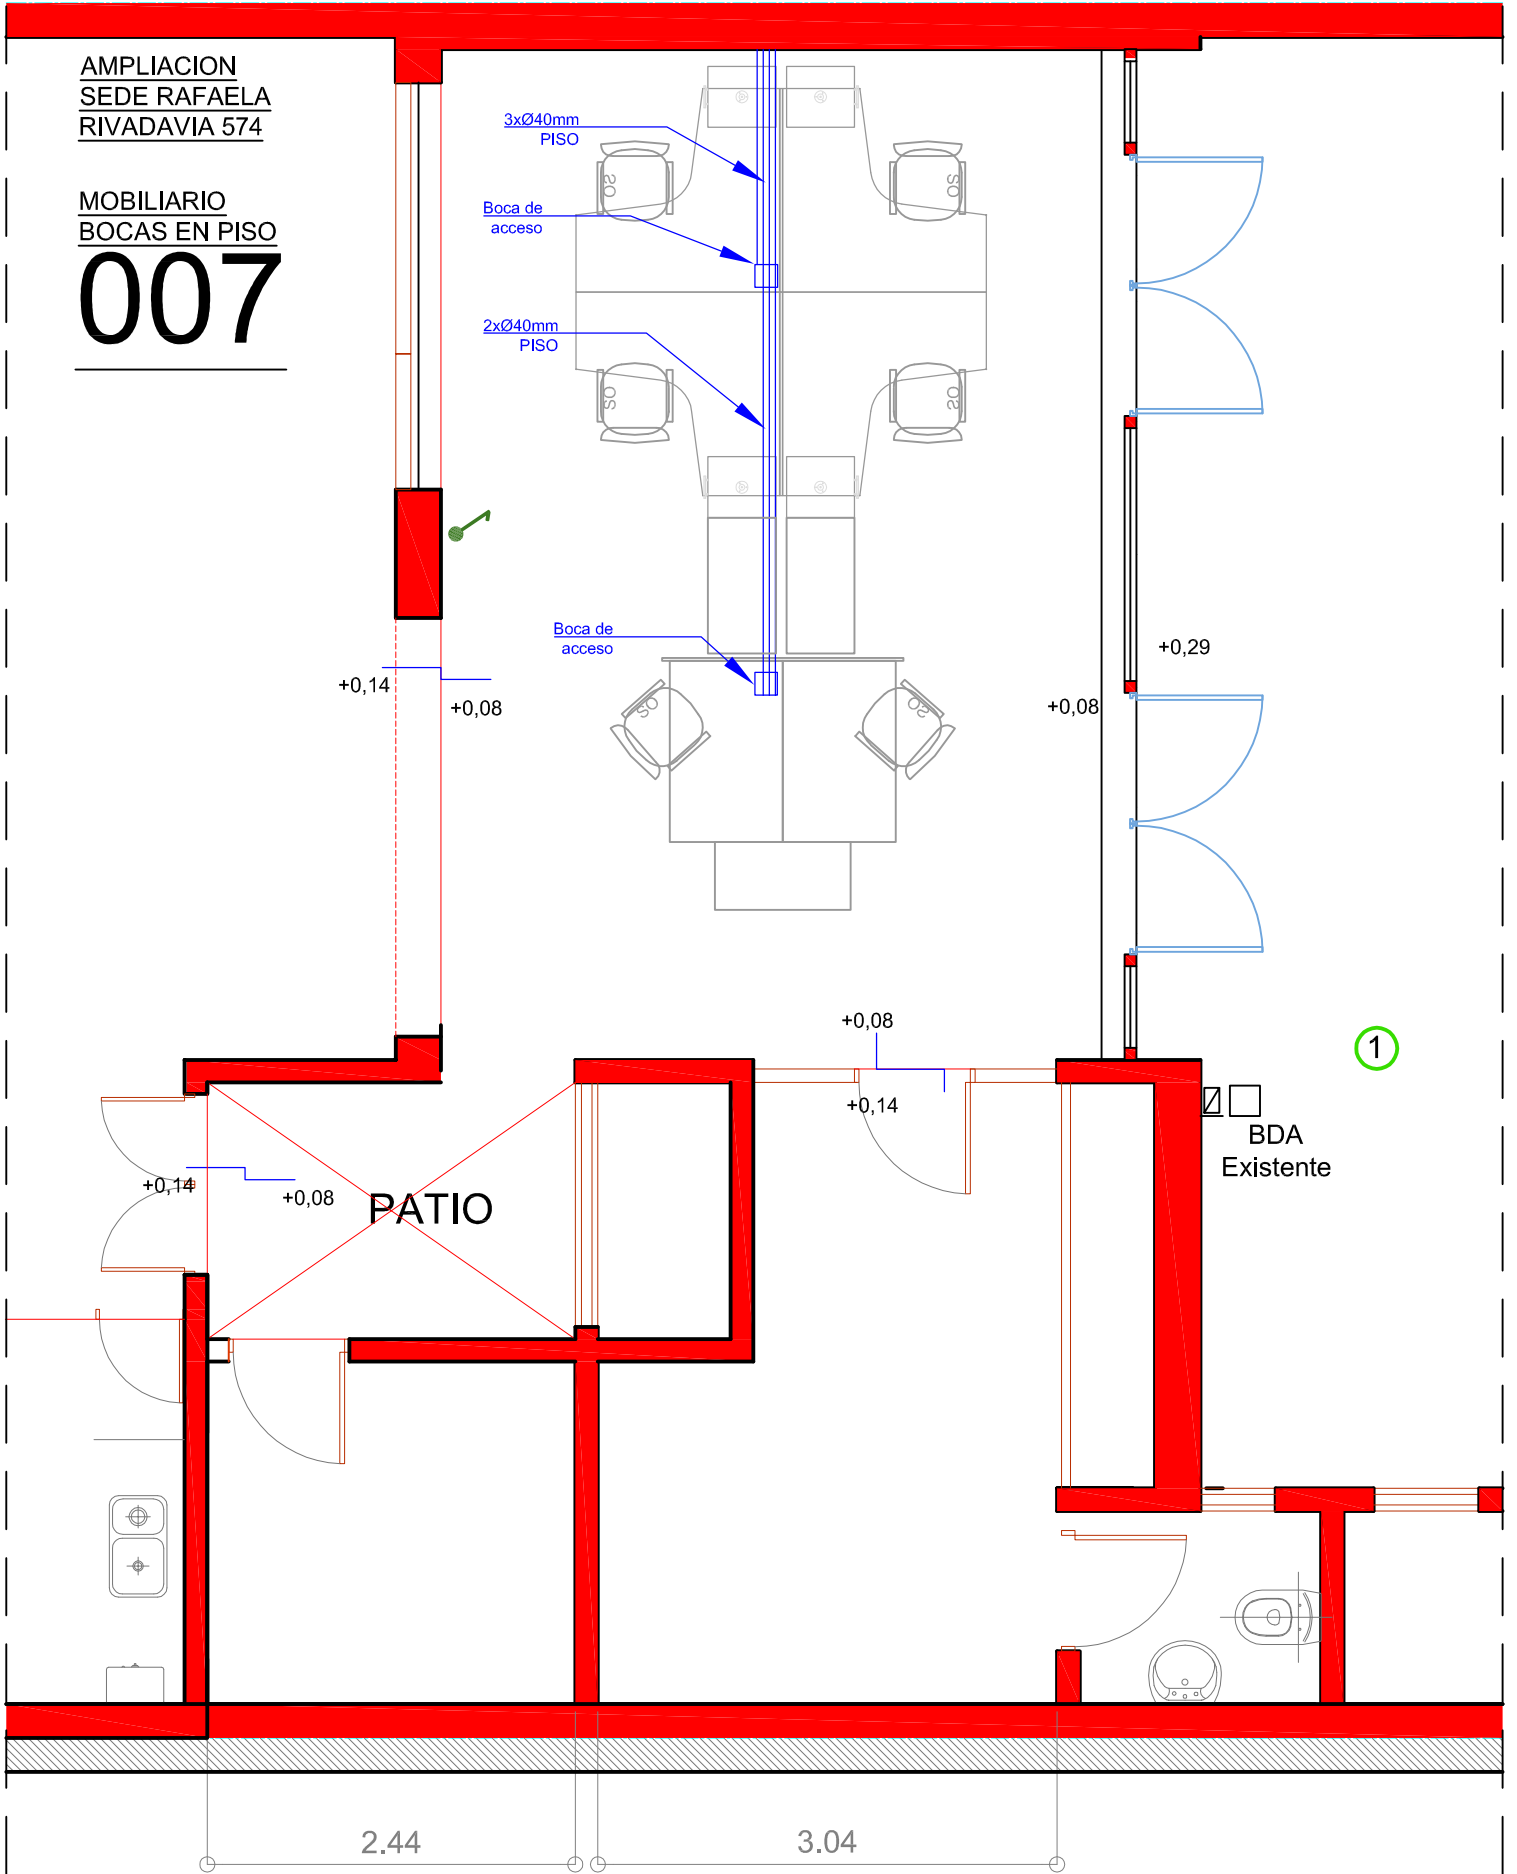 AMPLIACION
SEDE RAFAELA
RIVADAVIA 574
MOBILIARIO
BOCAS EN PISO
007
3xØ40mm
PISO
Boca de
acceso
2xØ40mm
PISO
Boca de
acceso
+0,14
+0,08
+0,08
+0,29
+0,08
+0,14
1
BDA
Existente
+0,14
+0,08
PATIO
2.44
3.04